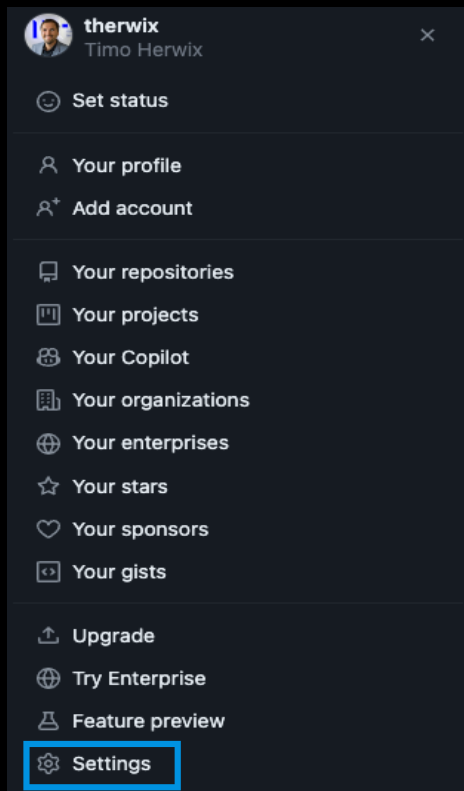 therwix
Timo Herwix
Set status
Your profile
Add account
Your repositories
Your projects
Your Copilot
Your organizations
Your enterprises
Your stars
Your sponsors
Your gists
Upgrade
Try Enterprise
Feature preview
Settings